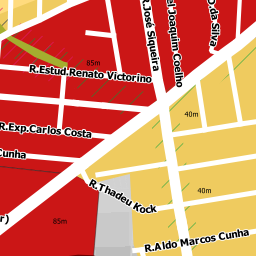 R.José Siqueira
el Joaquim Coelho
O.da Silva
85m
R.Estud.Renato Victorino
40m
R.Exp.Carlos Costa
Cunha
R.Thadeu Kock
40m
r)
85m
R.Aldo Marcos Cunha